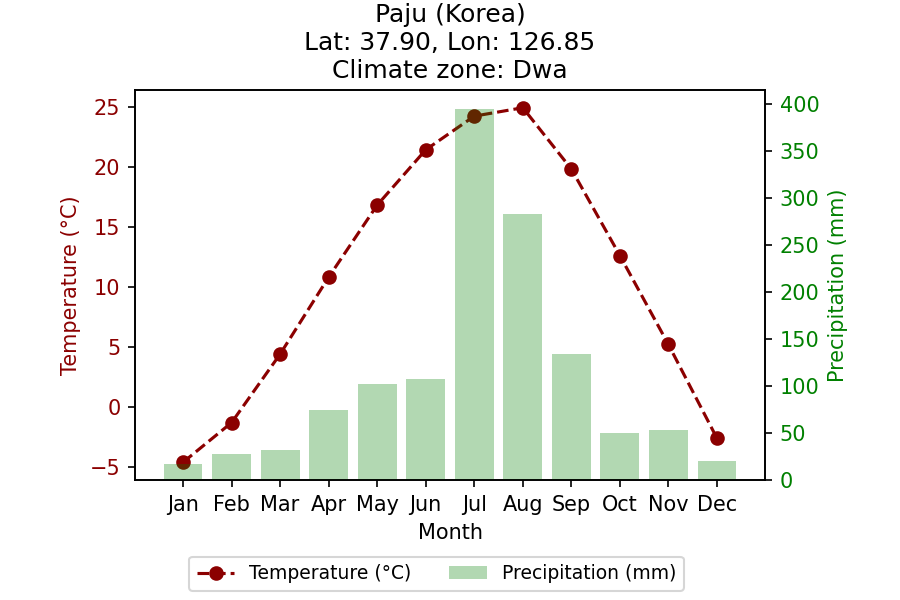 Paju (Korea)
Lat: 37.90, Lon: 126.85
Climate zone: Dwa
25
20
15
10
5
0
−5
Temperature (°C)
400
350
300
250
200
150
100
50
0
Precipitation (mm)
Jan Feb Mar Apr May Jun Jul Aug Sep Oct Nov Dec
Month
Temperature (°C) Precipitation (mm)